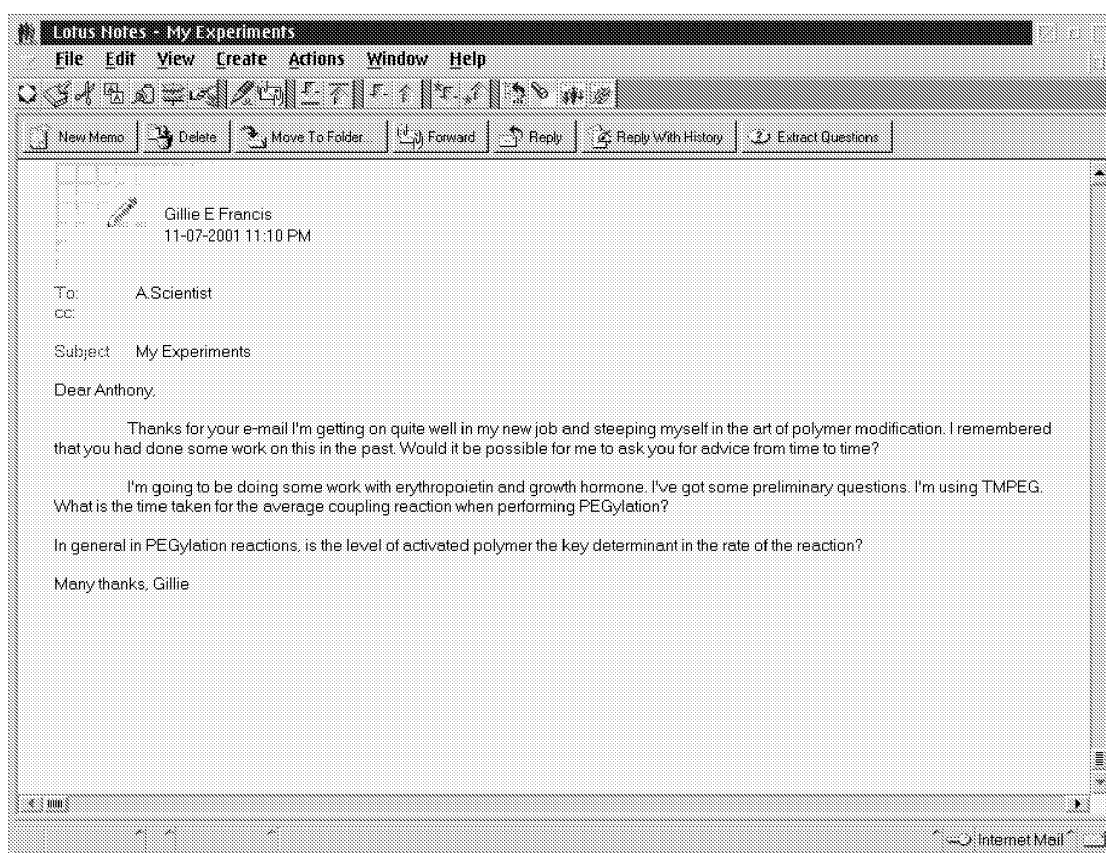 Lotus Notes - My Experiments
File Edit View Create Actions Window Help
New Memo Delete Move To Folder... Forward Reply Reply With History Extract Questions
Gillie E Francis
11-07-2001 11:10 PM
To: A.Scientist
cc:
Subject My Experiments
Dear Anthony,
Thanks for your e-mail I'm getting on quite well in my new job and steeping myself in the art of polymer modification. I remembered
that you had done some work on this in the past. Would it be possible for me to ask you for advice from time to time?
I'm going to be doing some work with erythropoietin and growth hormone. I've got some preliminary questions. I'm using TMPEG.
What is the time taken for the average coupling reaction when performing PEGylation?
In general in PEGylation reactions, is the level of activated polymer the key determinant in the rate of the reaction?
Many thanks, Gillie
Internet Mail